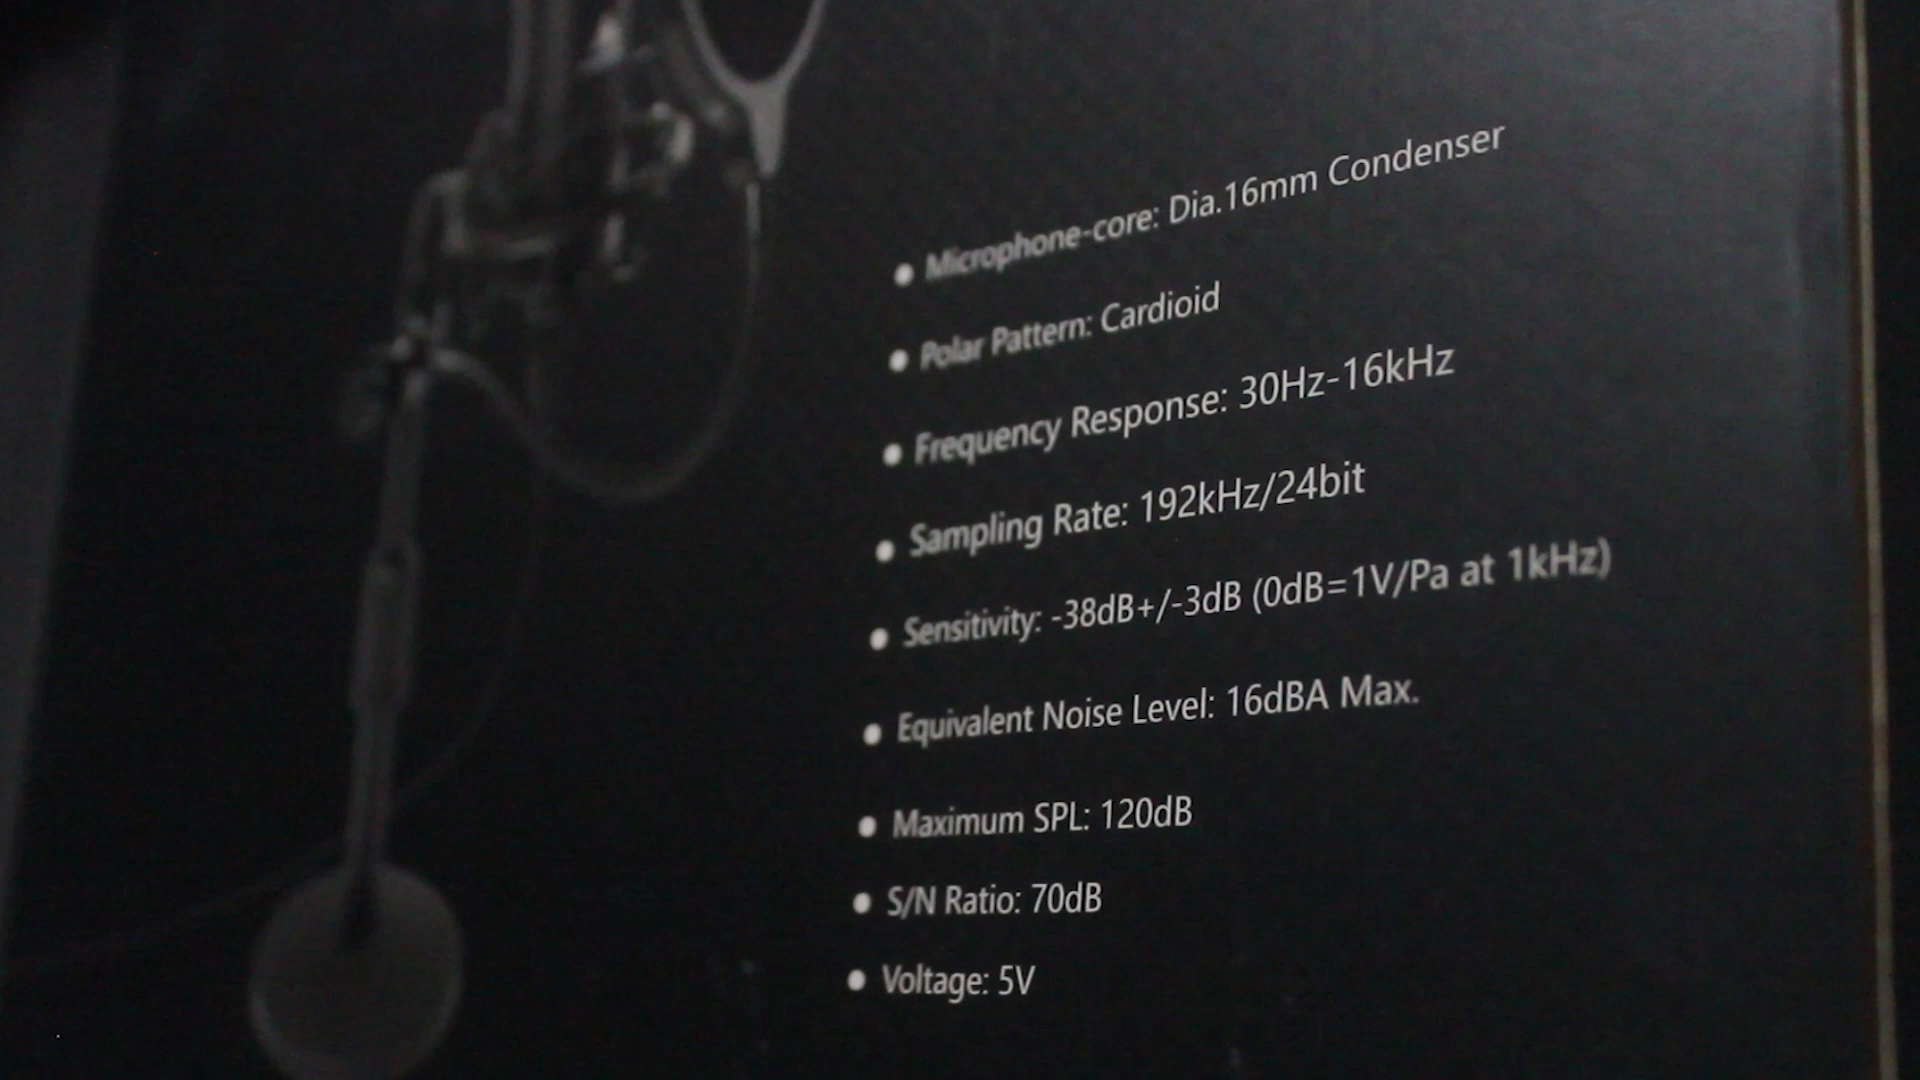 ● Microphone-core: Dia.16mm Condenser
● Polar Pattern: Cardioid
● Frequency Response: 30Hz-16kHz
● Sampling Rate: 192kHz/24bit
● Sensitivity: -38dB+/-3dB (0dB=1V/Pa at 1kHz)
● Equivalent Noise Level: 16dBA Max.
● Maximum SPL: 120dB
● S/N Ratio: 70dB
● Voltage: 5V